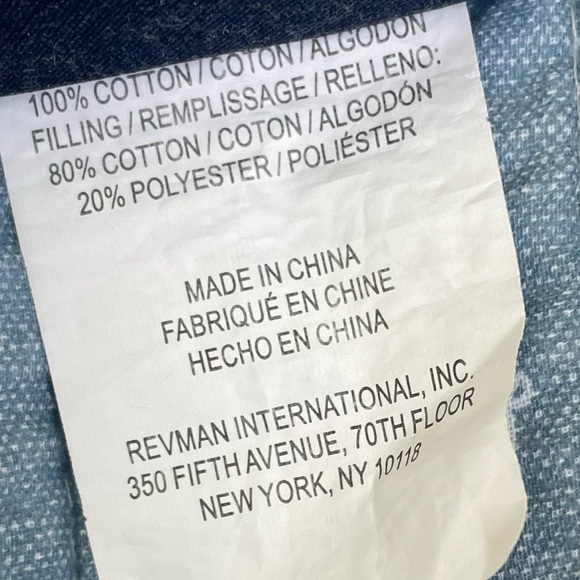 100% COTTON / COTON / ALGODÓN
FILLING / REMPLISSAGE / RELLENO:
80% COTTON / COTON / ALGODÓN
20% POLYESTER / POLIÉSTER
MADE IN CHINA
FABRIQUÉ EN CHINE
HECHO EN CHINA
REVMAN INTERNATIONAL, INC.
350 FIFTH AVENUE, 70TH FLOOR
NEW YORK, NY 10118